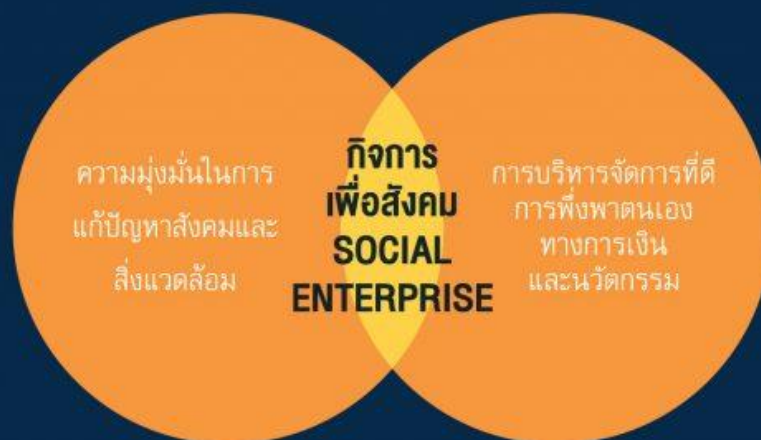 ความมุ่งมั่นในการ
แก้ปัญหาสังคมและ
สิ่งแวดล้อม
กิจการ
เพื่อสังคม
SOCIAL
ENTERPRISE
การบริหารจัดการที่ดี
การพึ่งพาตนเอง
ทางการเงิน
และนวัตกรรม